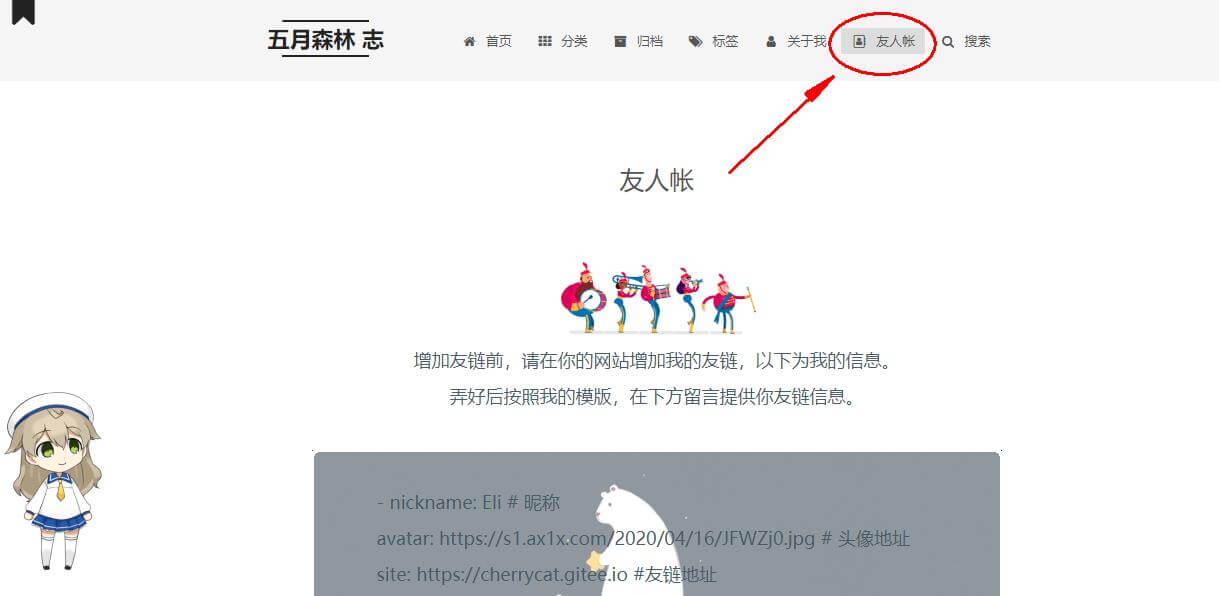 五月森林 志
首页 分类 归档 标签 关于我 友人帐 搜索
友人帐
增加友链前，请在你的网站增加我的友链，以下为我的信息。
弄好后按照我的模版，在下方留言提供你友链信息。
- nickname: Eli # 昵称
avatar: https://s1.ax1x.com/2020/04/16/JFWZj0.jpg # 头像地址
site: https://cherrycat.gitee.io #友链地址